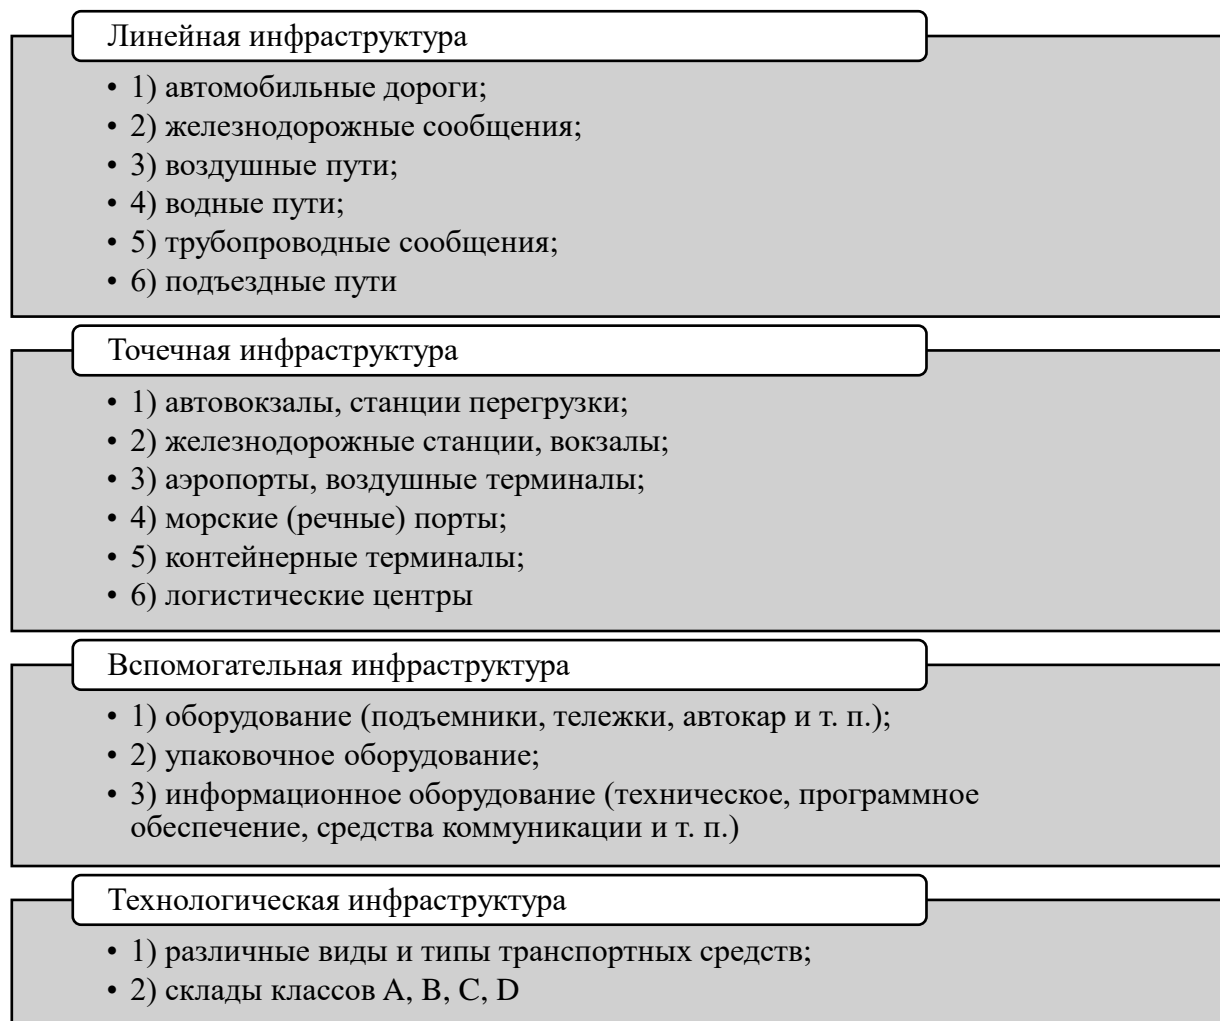 Линейная инфраструктура
• 1) автомобильные дороги;
• 2) железнодорожные сообщения;
• 3) воздушные пути;
• 4) водные пути;
• 5) трубопроводные сообщения;
• 6) подъездные пути
Точечная инфраструктура
• 1) автовокзалы, станции перегрузки;
• 2) железнодорожные станции, вокзалы;
• 3) аэропорты, воздушные терминалы;
• 4) морские (речные) порты;
• 5) контейнерные терминалы;
• 6) логистические центры
Вспомогательная инфраструктура
• 1) оборудование (подъемники, тележки, автокар и т. п.);
• 2) упаковочное оборудование;
• 3) информационное оборудование (техническое, программное
обеспечение, средства коммуникации и т. п.)
Технологическая инфраструктура
• 1) различные виды и типы транспортных средств;
• 2) склады классов A, B, C, D